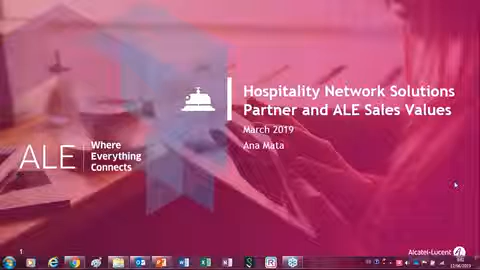 Hospitality Network Solutions
Partner and ALE Sales Values
March 2019
Ana Mata
ALE
Where
Everything
Connects
1
Alcatel·Lucent